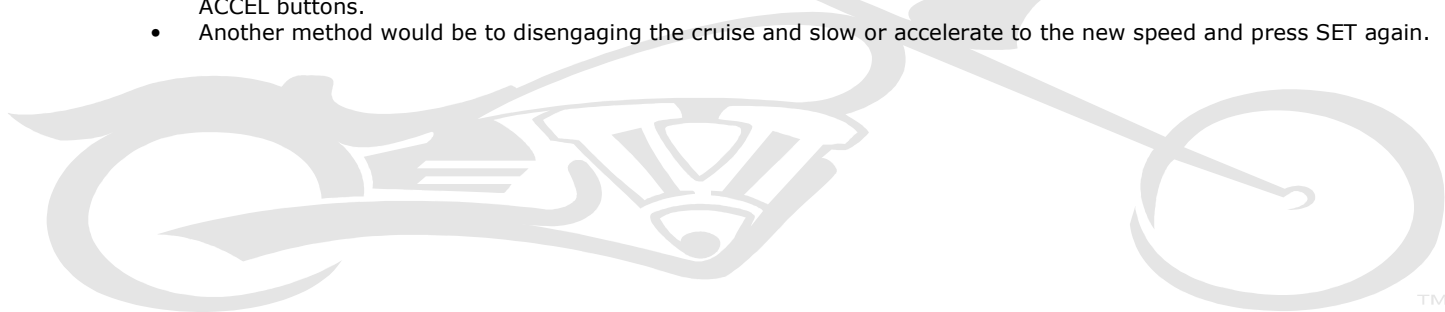 ACCEL buttons.
• Another method would be to disengaging the cruise and slow or accelerate to the new speed and press SET again.
TM